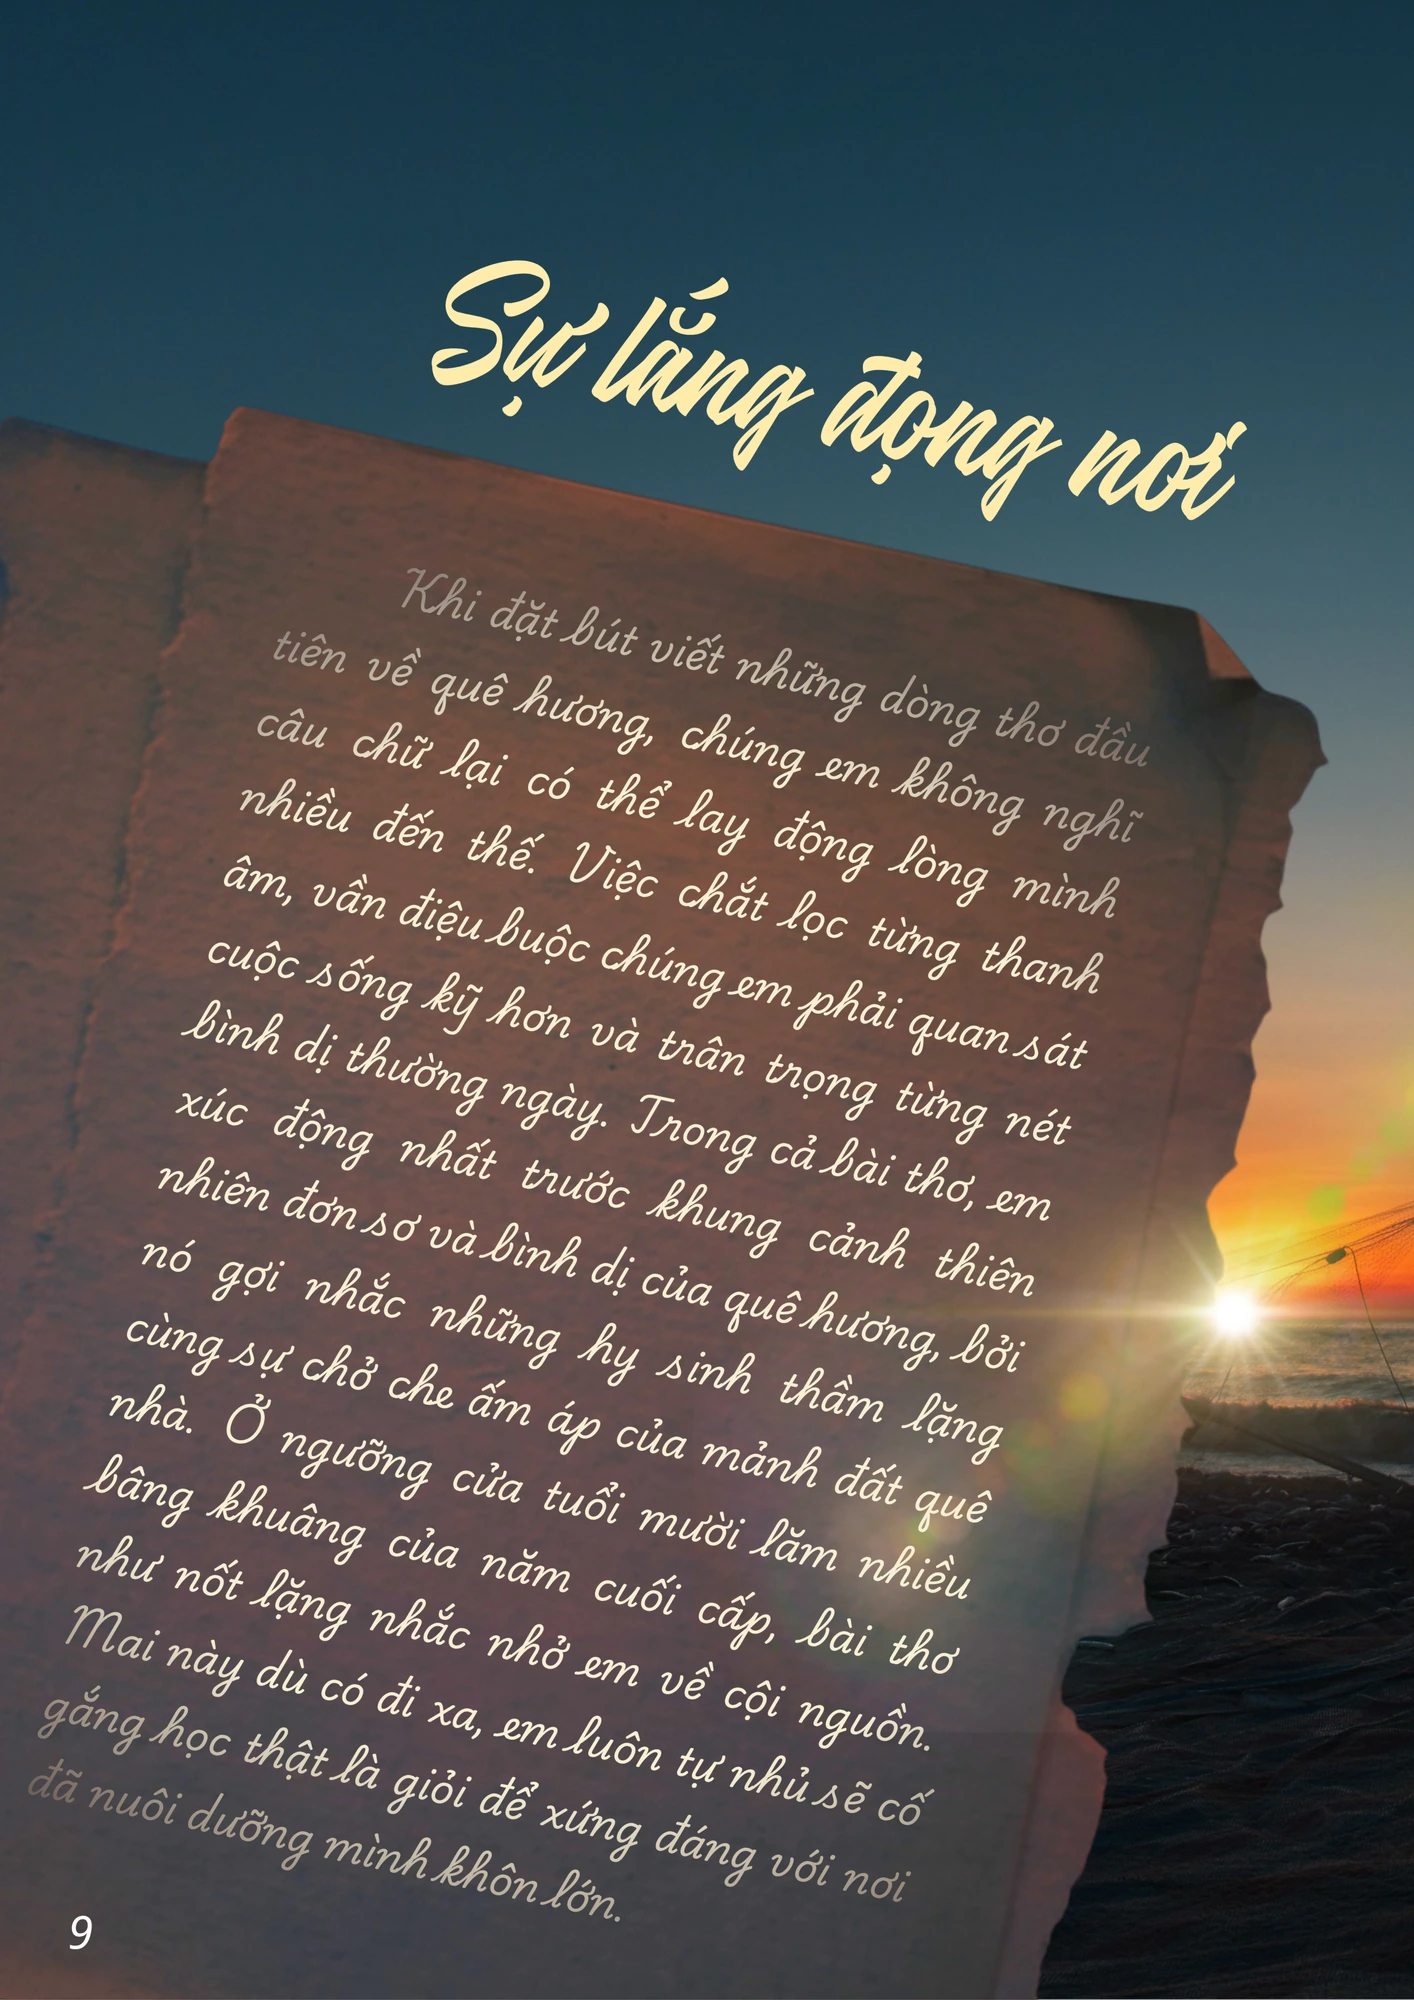 Sự lắng đọng nơi
Khi đặt bút viết những dòng thơ đầu
tiên về quê hương, chúng em không nghĩ
câu chữ lại có thể lay động lòng mình
nhiều đến thế. Việc chắt lọc từng thanh
âm, vần điệu buộc chúng em phải quan sát
cuộc sống kỹ hơn và trân trọng từng nét
bình dị thường ngày. Trong cả bài thơ, em
xúc động nhất trước khung cảnh thiên
nhiên đơn sơ và bình dị của quê hương, bởi
nó gợi nhắc những hy sinh thầm lặng
cùng sự chở che ấm áp của mảnh đất quê
nhà. Ở ngưỡng cửa tuổi mười lăm nhiều
bâng khuâng của năm cuối cấp, bài thơ
như nốt lặng nhắc nhở em về cội nguồn.
Mai này dù có đi xa, em luôn tự nhủ sẽ cố
gắng học thật là giỏi để xứng đáng với nơi
đã nuôi dưỡng mình khôn lớn.
9